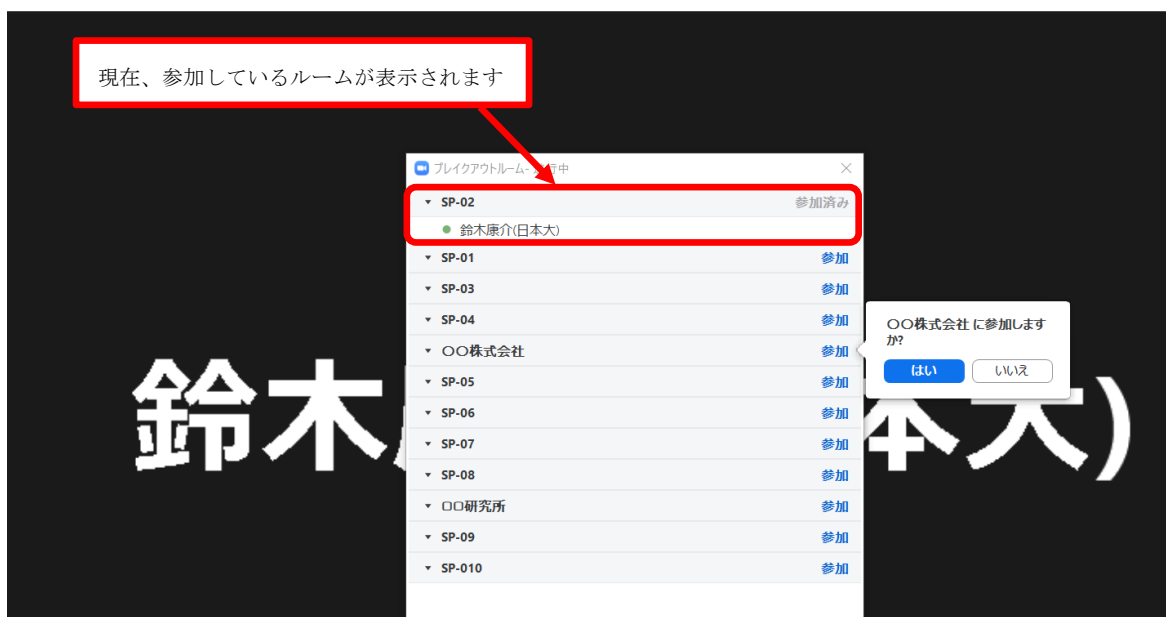 現在、参加しているルームが表示されます
ブレイクアウトルーム- 行中
SP-02 参加済み
鈴木康介(日本大)
SP-01 参加
SP-03 参加
SP-04 参加
〇〇株式会社 参加
〇〇株式会社 に参加します
か?
はい いいえ
SP-05 参加
SP-06 参加
SP-07 参加
SP-08 参加
□□研究所 参加
SP-09 参加
SP-010 参加
鈴木 本大)